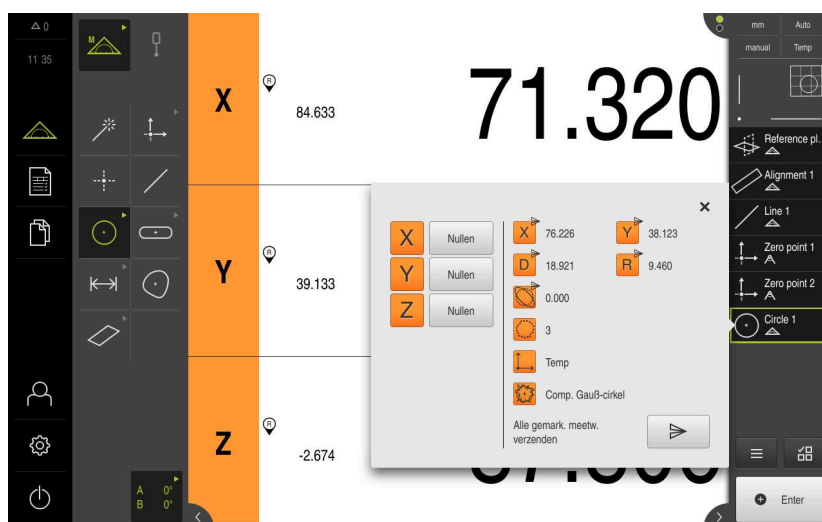 0
11 35
M
A 0°
B 0°
X
R
84.633
71.320
Y
R
39.133
Z
R
-2.674
X Nullen
Y Nullen
Z Nullen
X 76.226 Y 38.123
D 18.921 R 9.460
0.000
3
Temp
Comp. Gauß-cirkel
Alle gemark. meetw.
verzenden
mm Auto
manual Temp
Reference pl.
Alignment 1
Line 1
Zero point 1
Zero point 2
Circle 1
Enter